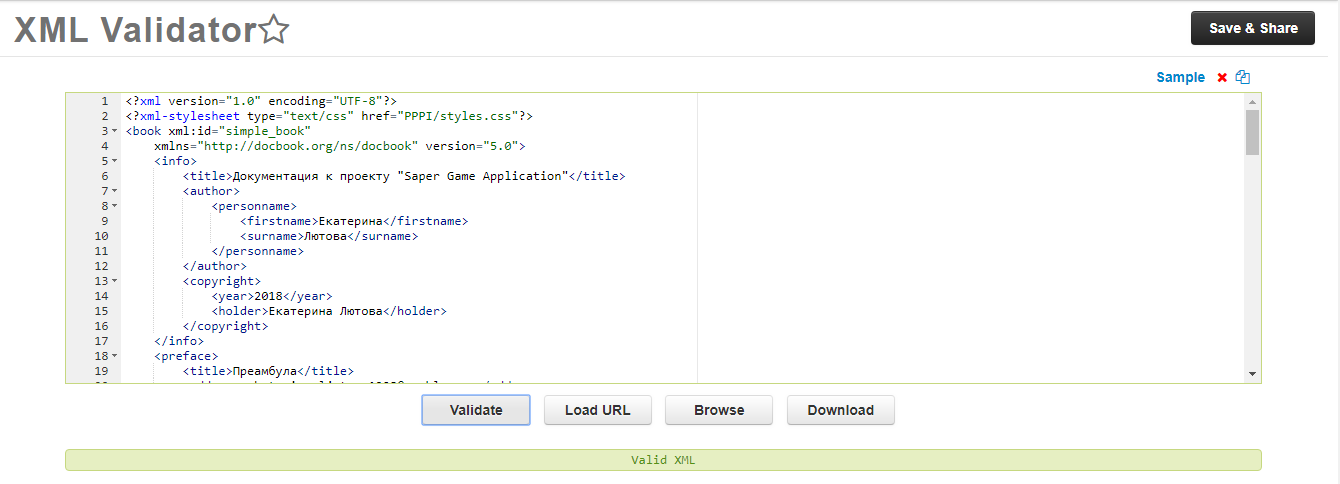 XML Validator
Save & Share
Sample
1 <?xml version="1.0" encoding="UTF-8"?>
2 <?xml-stylesheet type="text/css" href="PPPI/styles.css"?>
3 <book xml:id="simple_book"
4 xmlns="http://docbook.org/ns/docbook" version="5.0">
5 <info>
6 <title>Документация к проекту "Saper Game Application"</title>
7 <author>
8 <personname>
9 <firstname>Екатерина</firstname>
10 <surname>Лютова</surname>
11 </personname>
12 </author>
13 <copyright>
14 <year>2018</year>
15 <holder>Екатерина Лютова</holder>
16 </copyright>
17 </info>
18 <preface>
19 <title>Преамбула</title>
Validate Load URL Browse Download
Valid XML